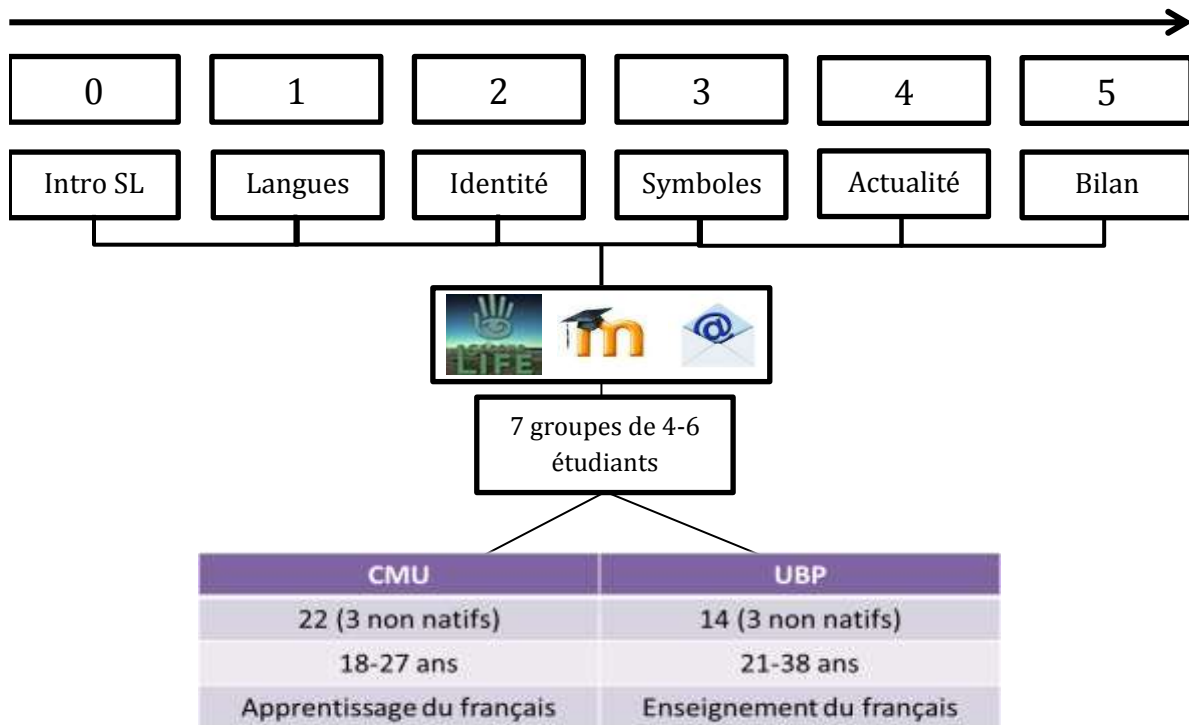 0 1 2 3 4 5
Intro SL Langues Identité Symboles Actualité Bilan
LIFE m @
7 groupes de 4-6
étudiants
CMU UBP
22 (3 non natifs) 14 (3 non natifs)
18-27 ans 21-38 ans
Apprentissage du français Enseignement du français